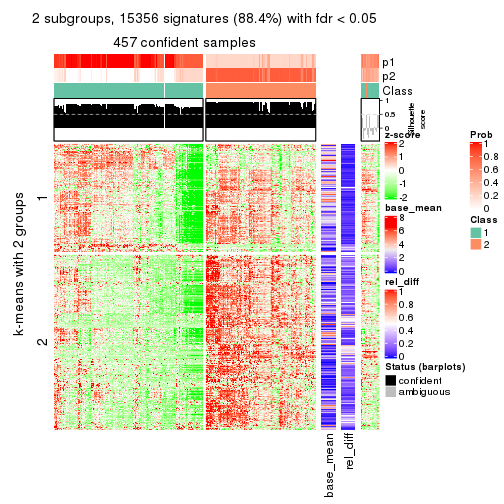 2 subgroups, 15356 signatures (88.4%) with fdr < 0.05
457 confident samples
p1
p2
Class
1
0.5
0
Silhouette
score
k-means with 2 groups
1
2
base_mean
rel_diff
z-score
2
1
0
-1
-2
base_mean
8
6
4
2
0
rel_diff
1
0.8
0.6
0.4
0.2
0
Status (barplots)
confident
ambiguous
Prob
1
0.8
0.6
0.4
0.2
0
Class
1
2